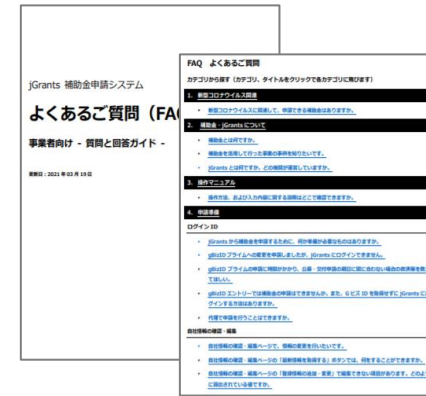 jGrants 補助金申請システム
よくあるご質問（FA
事業者向け - 質問と回答ガイド -
更新日：2021 年 03 月 19 日
FAQ よくあるご質問
カテゴリから探す（カテゴリ、タイトルをクリックで各カテゴリに飛びます）
1. 新型コロナウイルス関連
・ 新型コロナウイルスに関連して、申請できる補助金はありますか。
2. 補助金・jGrants について
・ 補助金とは何ですか。
・ 補助金を活用して行った事業の事例を知りたいです。
・ jGrants とは何ですか。どの機関が運営していますか。
3. 操作マニュアル
・ 操作方法、および入力内容に関する説明はどこで確認できますか。
4. 申請準備
ログイン ID
・ jGrants から補助金を申請するために、何か準備が必要なものはありますか。
・ gBizID プライムへの変更を申請しましたが、jGrants にログインできません。
・ gBizID プライムの申請に時間がかかり、公募・交付申請の期日に間に合わない場合の救済策を教
てほしい。
・ gBizID エントリーでは補助金の申請はできませんか。また、G ビズ ID を取得せずに jGrants に
グインする方法はありますか。
・ 代理で申請を行うことはできますか。
自社情報の確認・編集
・ 自社情報の確認・編集ページで、情報の変更を行いたいです。
・ 自社情報の確認・編集ページの「最新情報を取得する」ボタンでは、何をすることができますか。
・ 自社情報の確認・編集ページの「登録情報の追加・変更」で編集できない項目があります。どのよ
に届出されている値ですか。